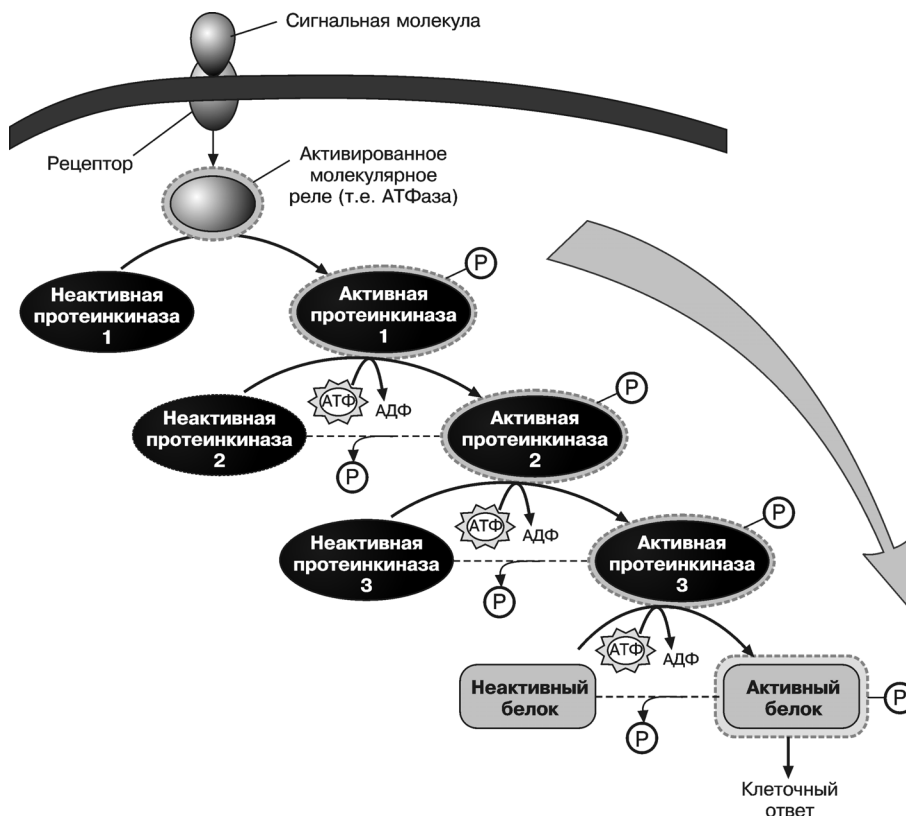 Сигнальная молекула
Рецептор
Активированное
молекулярное
реле (т.е. АТФаза)
P
Неактивная
протеинкиназа
1
Активная
протеинкиназа
1
АТФ
АДФ
P
Неактивная
протеинкиназа
2
P
Активная
протеинкиназа
2
АТФ
АДФ
P
Неактивная
протеинкиназа
3
P
Активная
протеинкиназа
3
АТФ
АДФ
Неактивный
белок
P
Активный
белок
P
Клеточный
ответ